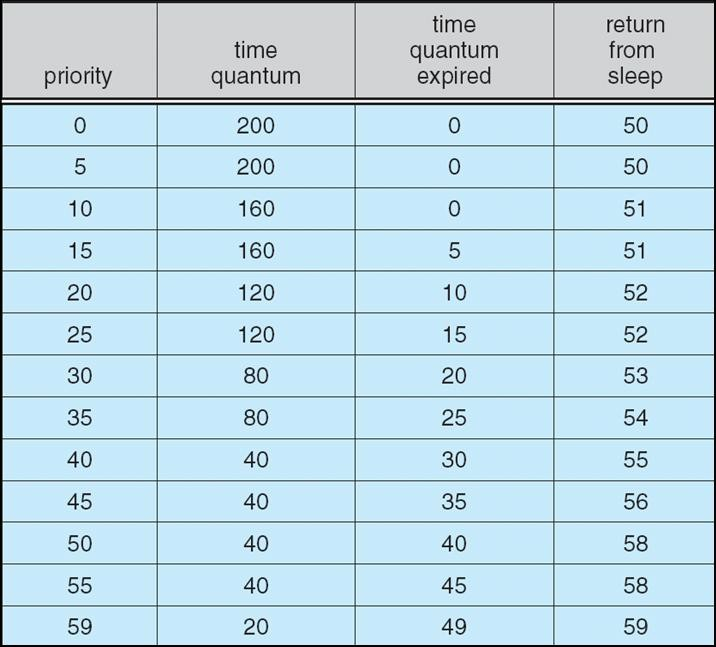 priority time quantum time quantum expired return from sleep
0 200 0 50
5 200 0 50
10 160 0 51
15 160 5 51
20 120 10 52
25 120 15 52
30 80 20 53
35 80 25 54
40 40 30 55
45 40 35 56
50 40 40 58
55 40 45 58
59 20 49 59